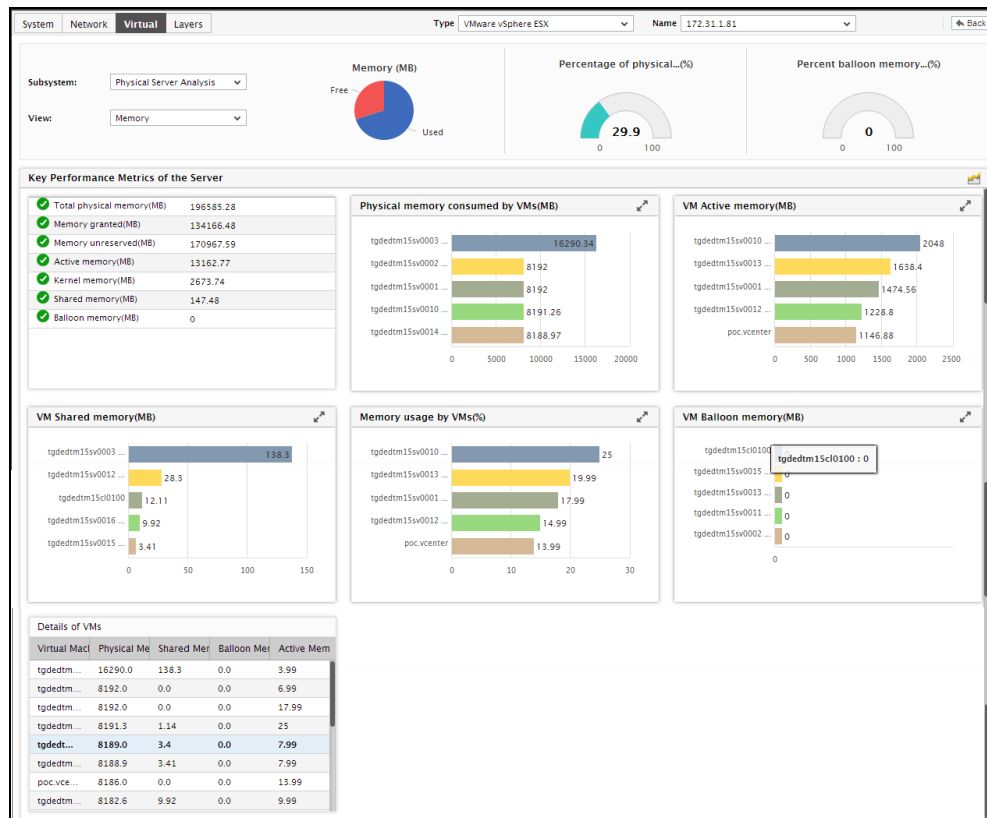 System Network Virtual Layers Type VMware vSphere ESX Name 172.31.1.81 Back
Subsystem: Physical Server Analysis
View: Memory
Memory (MB)
Free
Used
Percentage of physical...(%)
29.9
0 100
Percent balloon memory...(%)
0
0 100
Key Performance Metrics of the Server
Total physical memory(MB) 196585.28
Memory granted(MB) 134166.48
Memory unreserved(MB) 170967.59
Active memory(MB) 13162.77
Kernel memory(MB) 2673.74
Shared memory(MB) 147.48
Balloon memory(MB) 0
Physical memory consumed by VMs(MB)
tgdedtm15sv0003 ... 16290.34
tgdedtm15sv0002 ... 8192
tgdedtm15sv0001 ... 8192
tgdedtm15sv0010 ... 8191.26
tgdedtm15sv0014 ... 8188.97
0 5000 10000 15000 20000
VM Active memory(MB)
tgdedtm15sv0010 ... 2048
tgdedtm15sv0013 ... 1638.4
tgdedtm15sv0001 ... 1474.56
tgdedtm15sv0012 ... 1228.8
poc.vcenter 1146.88
0 500 1000 1500 2000 2500
VM Shared memory(MB)
tgdedtm15sv0003 ... 138.3
tgdedtm15sv0012 ... 28.3
tgdedtm15cl0100 12.11
tgdedtm15sv0016 ... 9.92
tgdedtm15sv0015 ... 3.41
0 50 100 150
Memory usage by VMs(%)
tgdedtm15sv0010 ... 25
tgdedtm15sv0013 ... 19.99
tgdedtm15sv0001 ... 17.99
tgdedtm15sv0012 ... 14.99
poc.vcenter 13.99
0 10 20 30
VM Balloon memory(MB)
tgdedtm15cl0100
tgdedtm15cl0100 : 0
tgdedtm15sv0015 ... 0
tgdedtm15sv0013 ... 0
tgdedtm15sv0011 ... 0
tgdedtm15sv0002 ... 0
0
Details of VMs
Virtual Macl Physical Me Shared Mer Balloon Mer Active Mem
tgdedtm... 16290.0 138.3 0.0 3.99
tgdedtm... 8192.0 0.0 0.0 6.99
tgdedtm... 8192.0 0.0 0.0 17.99
tgdedtm... 8191.3 1.14 0.0 25
tgdedt... 8189.0 3.4 0.0 7.99
tgdedtm... 8188.9 3.41 0.0 7.99
poc.vce... 8186.0 0.0 0.0 13.99
tgdedtm... 8182.6 9.92 0.0 9.99